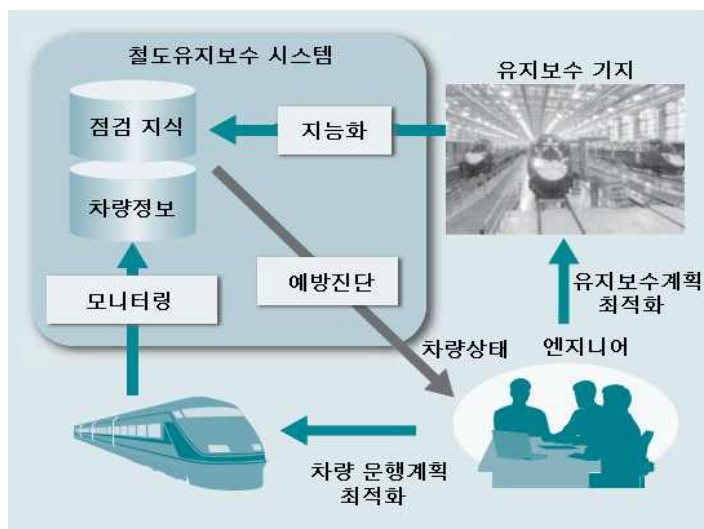 철도유지보수 시스템
유지보수 기지
점검 지식
지능화
차량정보
예방진단
모니터링
유지보수계획
최적화
차량상태
엔지니어
차량 운행계획
최적화